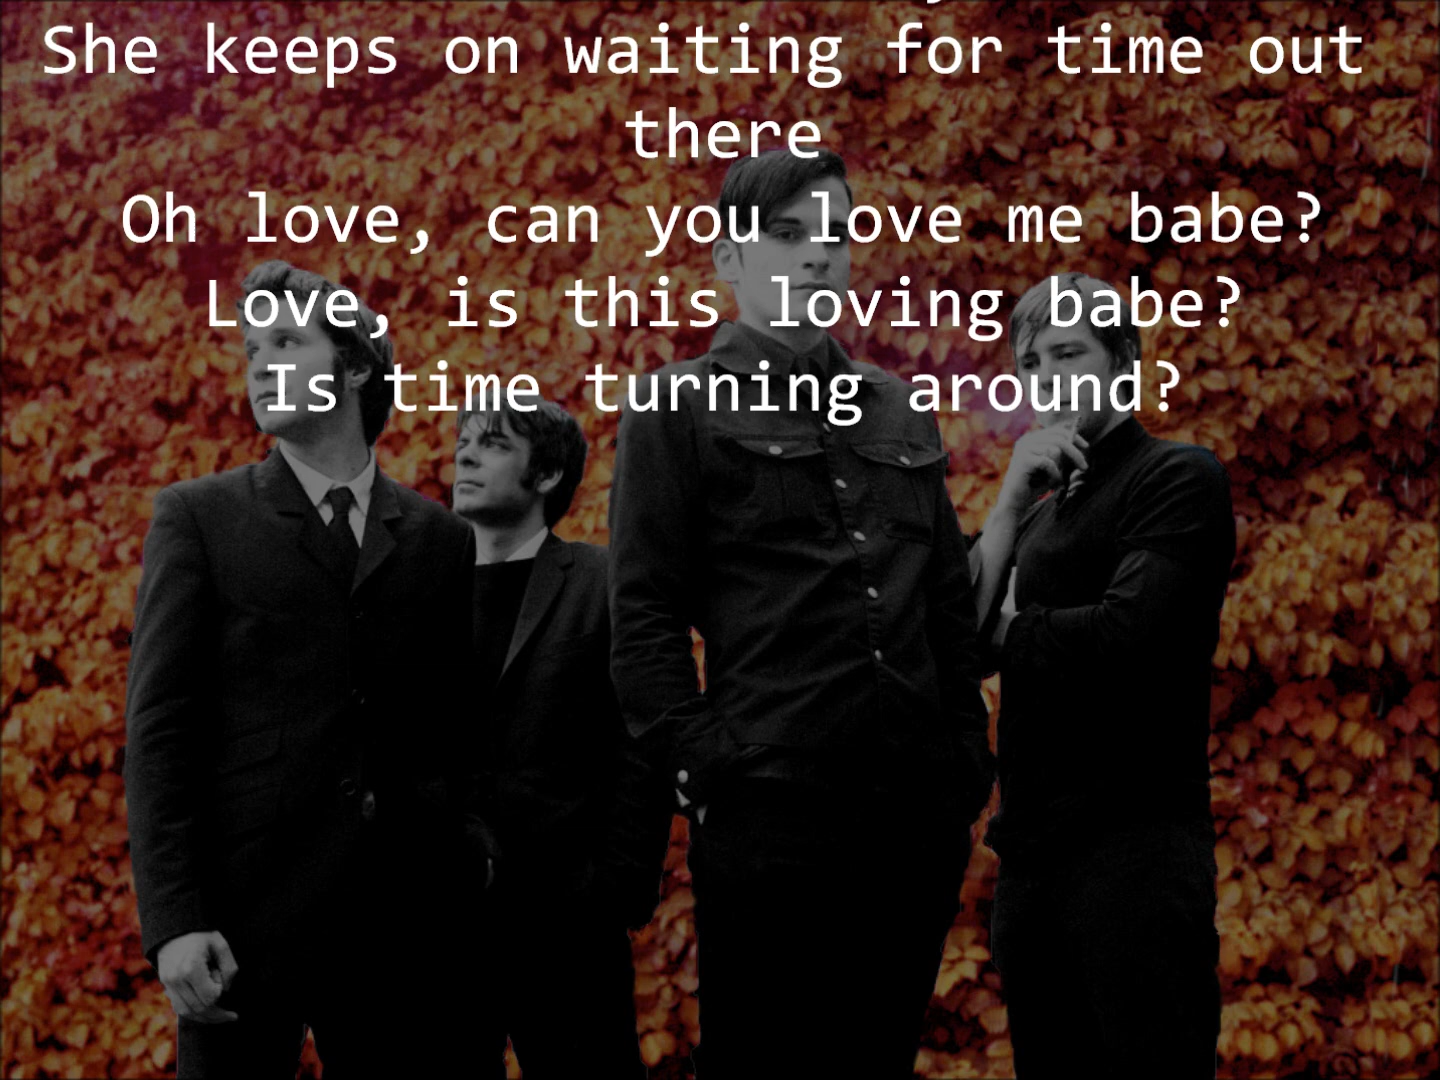 She keeps on waiting for time out
there
Oh love, can you love me babe?
Love, is this loving babe?
Is time turning around?